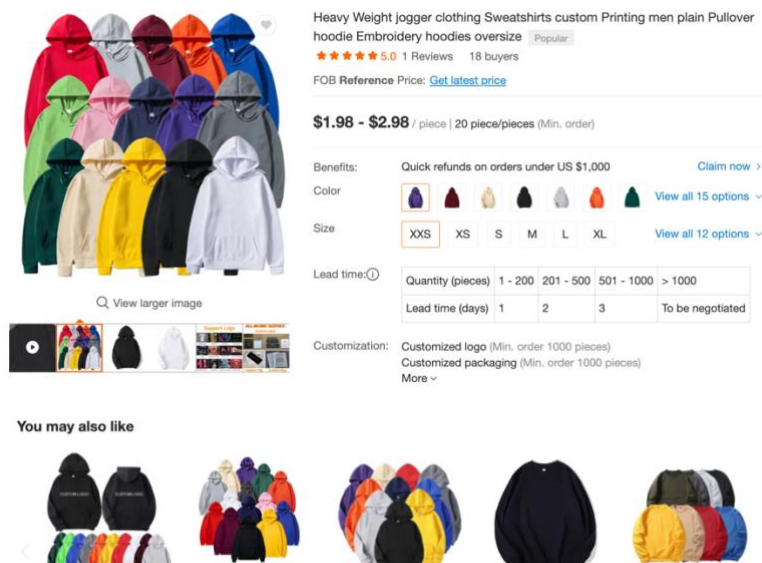 Heavy Weight jogger clothing Sweatshirts custom Printing men plain Pullover
hoodie Embroidery hoodies oversize Popular
5.0 1 Reviews 18 buyers
FOB Reference Price: Get latest price
$1.98 - $2.98 / piece | 20 piece/pieces (Min. order)
Benefits: Quick refunds on orders under US $1,000 Claim now >
Color View all 15 options
Size XXS XS S M L XL View all 12 options
Lead time: Quantity (pieces) 1 - 200 201 - 500 501 - 1000 > 1000
Lead time (days) 1 2 3 To be negotiated
View larger image
Support Logo
Customization: Customized logo (Min. order 1000 pieces)
Customized packaging (Min. order 1000 pieces)
More
You may also like